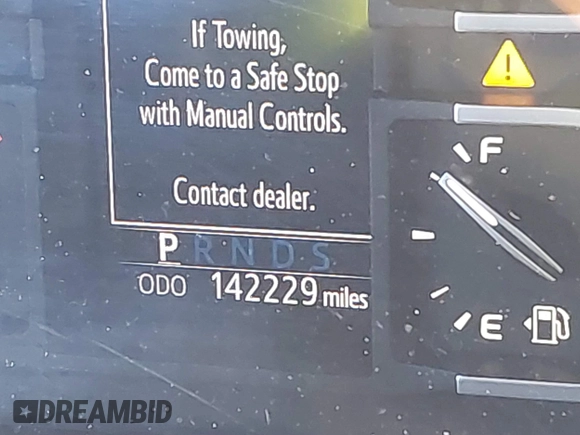 If Towing,
Come to a Safe Stop
with Manual Controls.
Contact dealer.
P R N D S
ODO 142229 miles
F
E
DREAMBID